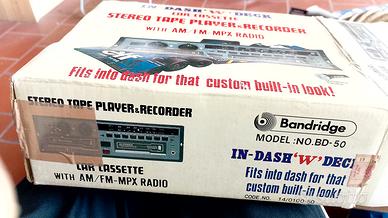 IN-DASH 'W' DECK
CAR CASSETTE
STEREO TAPE PLAYER & RECORDER
WITH AM/FM MPX RADIO
Fits into dash for that custom built-in look!
STEREO TAPE PLAYER & RECORDER
CAR CASSETTE
WITH AM/FM-MPX RADIO
Bandridge
MODEL: NO. BD-50
IN-DASH 'W' DECK
Fits into dash for that
custom built-in look!
CODE NO. 14/0100-50